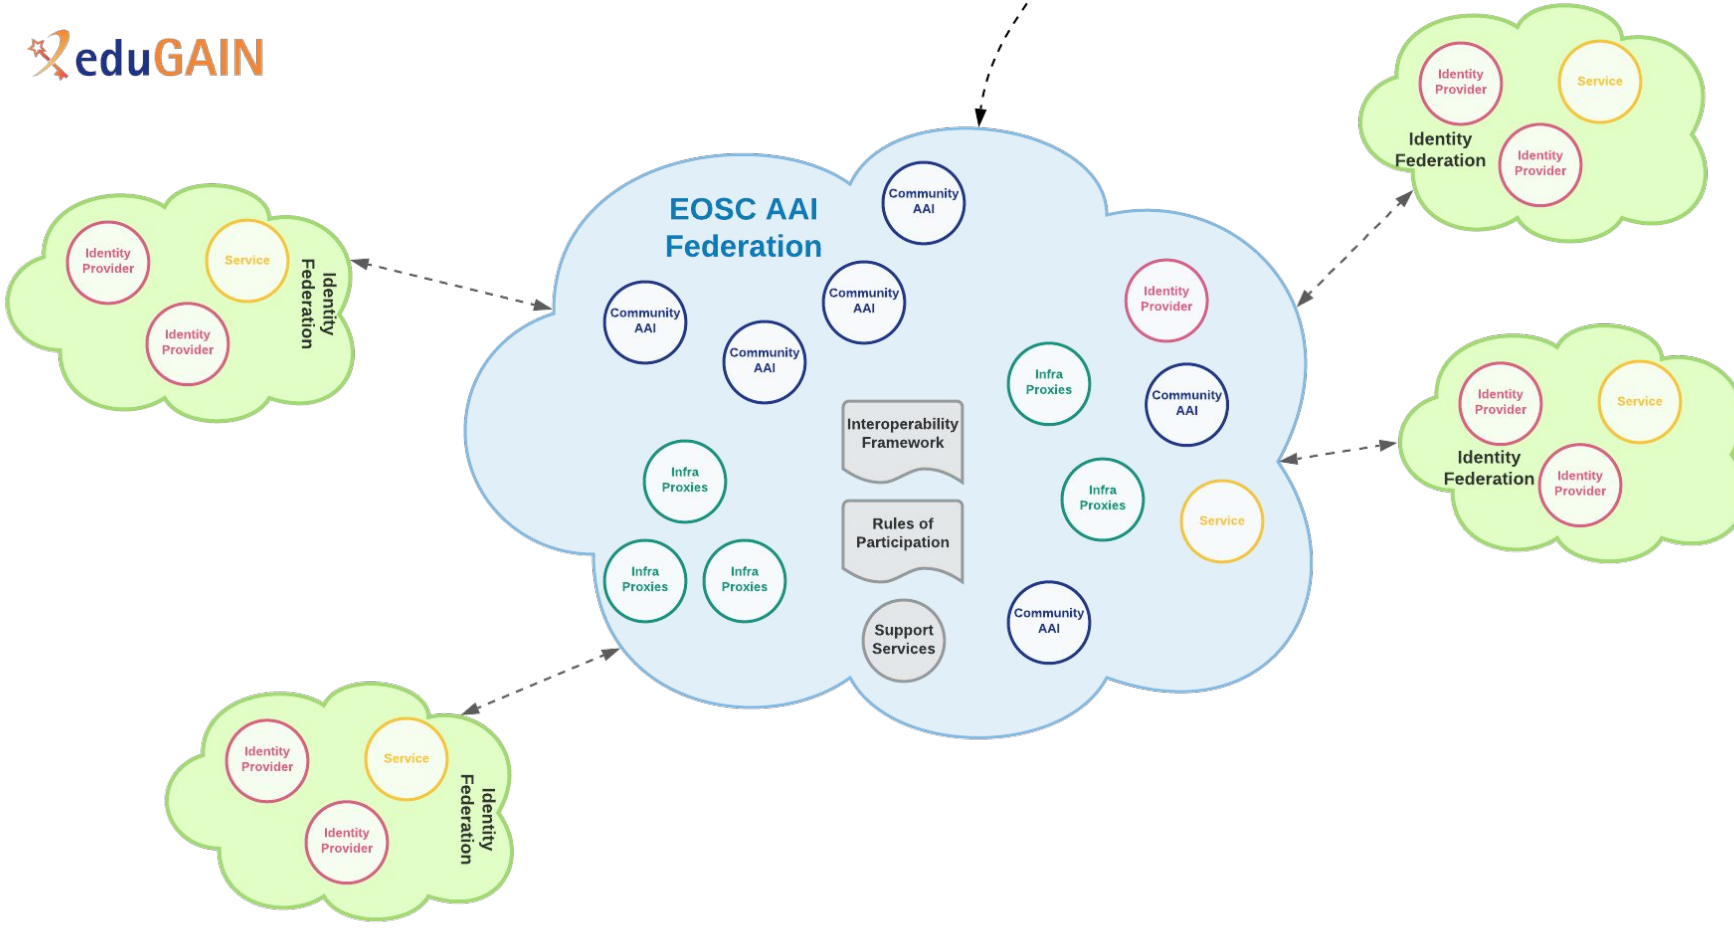 eduGAIN
EOSC AAI
Federation
Community
AAI
Community
AAI
Community
AAI
Community
AAI
Identity
Provider
Infra
Proxies
Community
AAI
Interoperability
Framework
Infra
Proxies
Infra
Proxies
Service
Rules of
Participation
Infra
Proxies
Infra
Proxies
Support
Services
Community
AAI
Identity
Provider
Service
Identity
Provider
Identity
Federation
Identity
Provider
Service
Identity
Provider
Identity
Federation
Identity
Provider
Service
Identity
Federation
Identity
Provider
Identity
Provider
Service
Identity
Federation
Identity
Provider